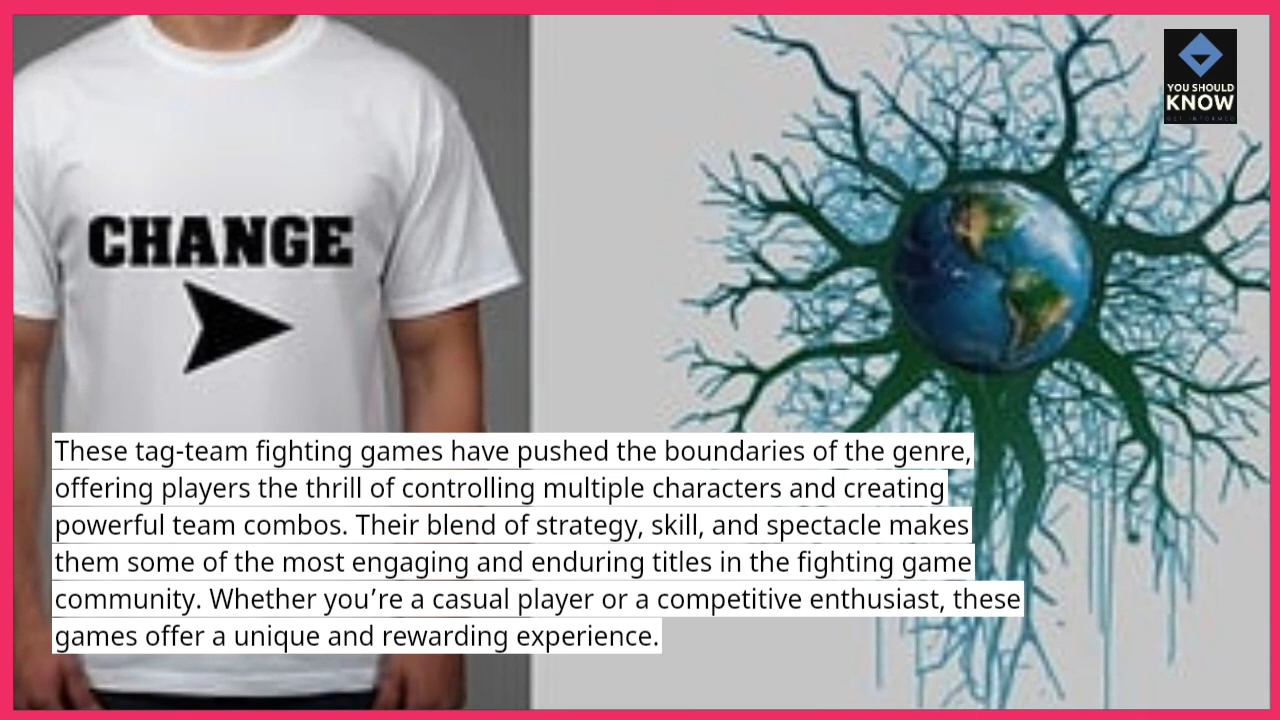 YOU SHOULD
KNOW
GET INFORMED
CHANGE
These tag-team fighting games have pushed the boundaries of the genre,
offering players the thrill of controlling multiple characters and creating
powerful team combos. Their blend of strategy, skill, and spectacle makes
them some of the most engaging and enduring titles in the fighting game
community. Whether you’re a casual player or a competitive enthusiast, these
games offer a unique and rewarding experience.